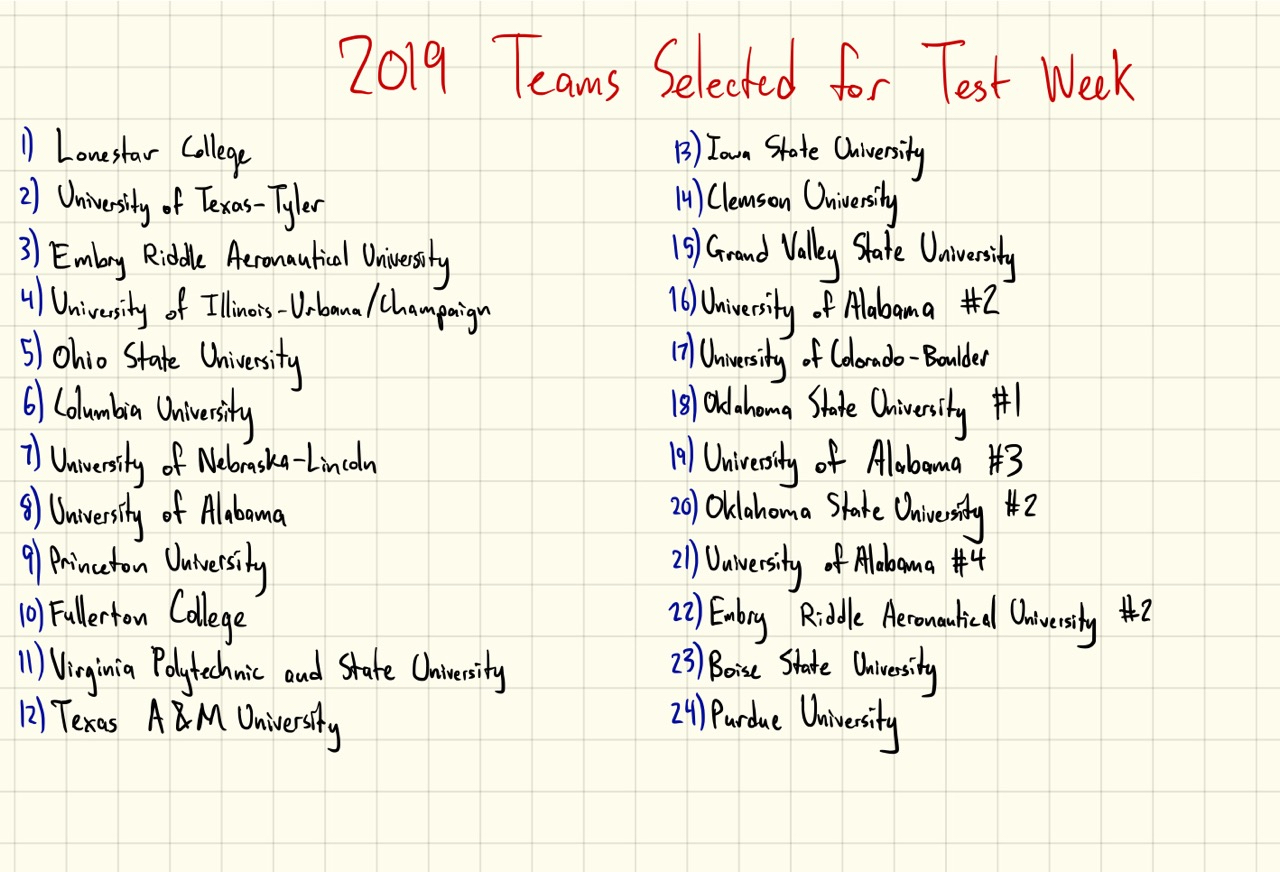 2019 Teams Selected for Test Week
1) Lonestar College
2) University of Texas-Tyler
3) Embry Riddle Aeronautical University
4) University of Illinois-Urbana/Champaign
5) Ohio State University
6) Columbia University
7) University of Nebraska-Lincoln
8) University of Alabama
9) Princeton University
10) Fullerton College
11) Virginia Polytechnic and State University
12) Texas A&M University
13) Iowa State University
14) Clemson University
15) Grand Valley State University
16) University of Alabama #2
17) University of Colorado-Boulder
18) Oklahoma State University #1
19) University of Alabama #3
20) Oklahoma State University #2
21) University of Alabama #4
22) Embry Riddle Aeronautical University #2
23) Boise State University
24) Purdue University